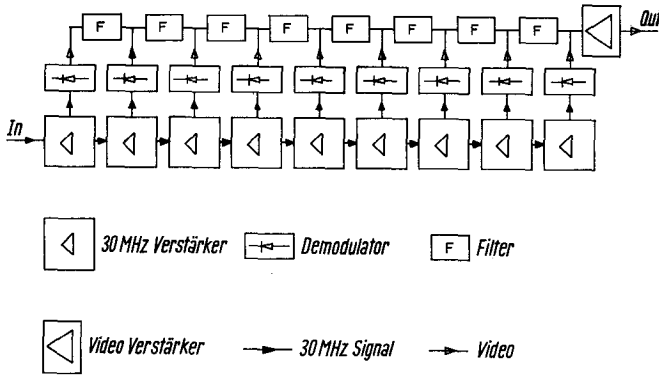 Out
F F F F F F F F
In
30 MHz Verstärker
Demodulator
F Filter
Video Verstärker
30 MHz Signal
Video